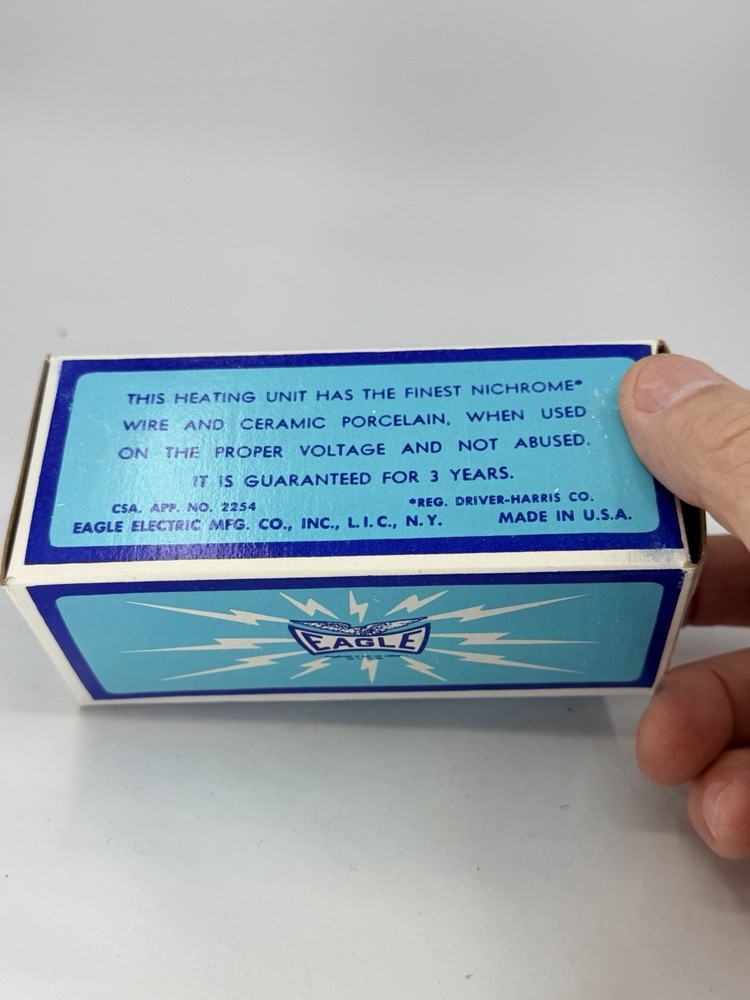 THIS HEATING UNIT HAS THE FINEST NICHROME*
WIRE AND CERAMIC PORCELAIN, WHEN USED
ON THE PROPER VOLTAGE AND NOT ABUSED.
IT IS GUARANTEED FOR 3 YEARS.
CSA. APP. NO. 2254 *REG. DRIVER-HARRIS CO.
EAGLE ELECTRIC MFG. CO., INC., L.I.C., N.Y. MADE IN U.S.A.
EAGLE